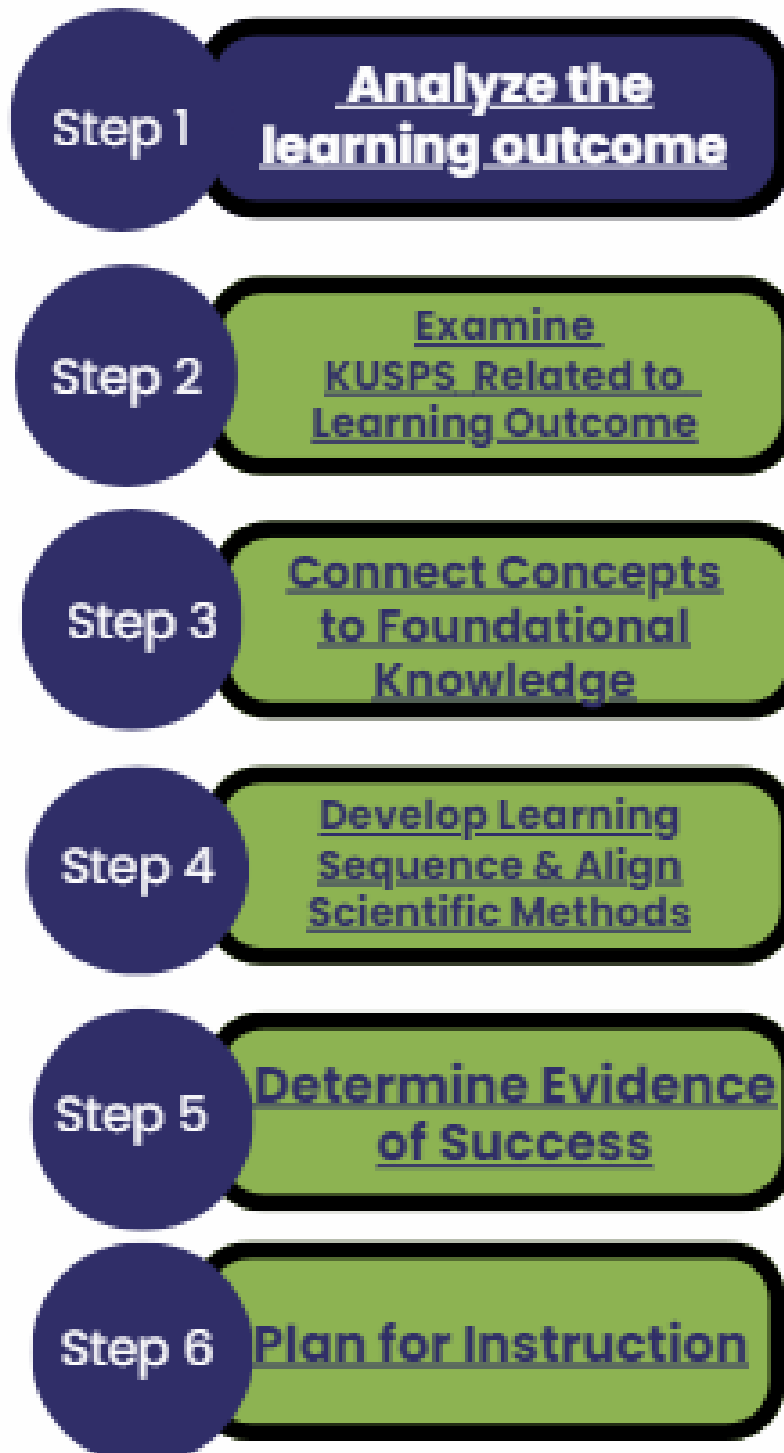 Step 1
Analyze the
learning outcome
Step 2
Examine
KUSPS Related to
Learning Outcome
Step 3
Connect Concepts
to Foundational
Knowledge
Step 4
Develop Learning
Sequence & Align
Scientific Methods
Step 5
Determine Evidence
of Success
Step 6
Plan for Instruction